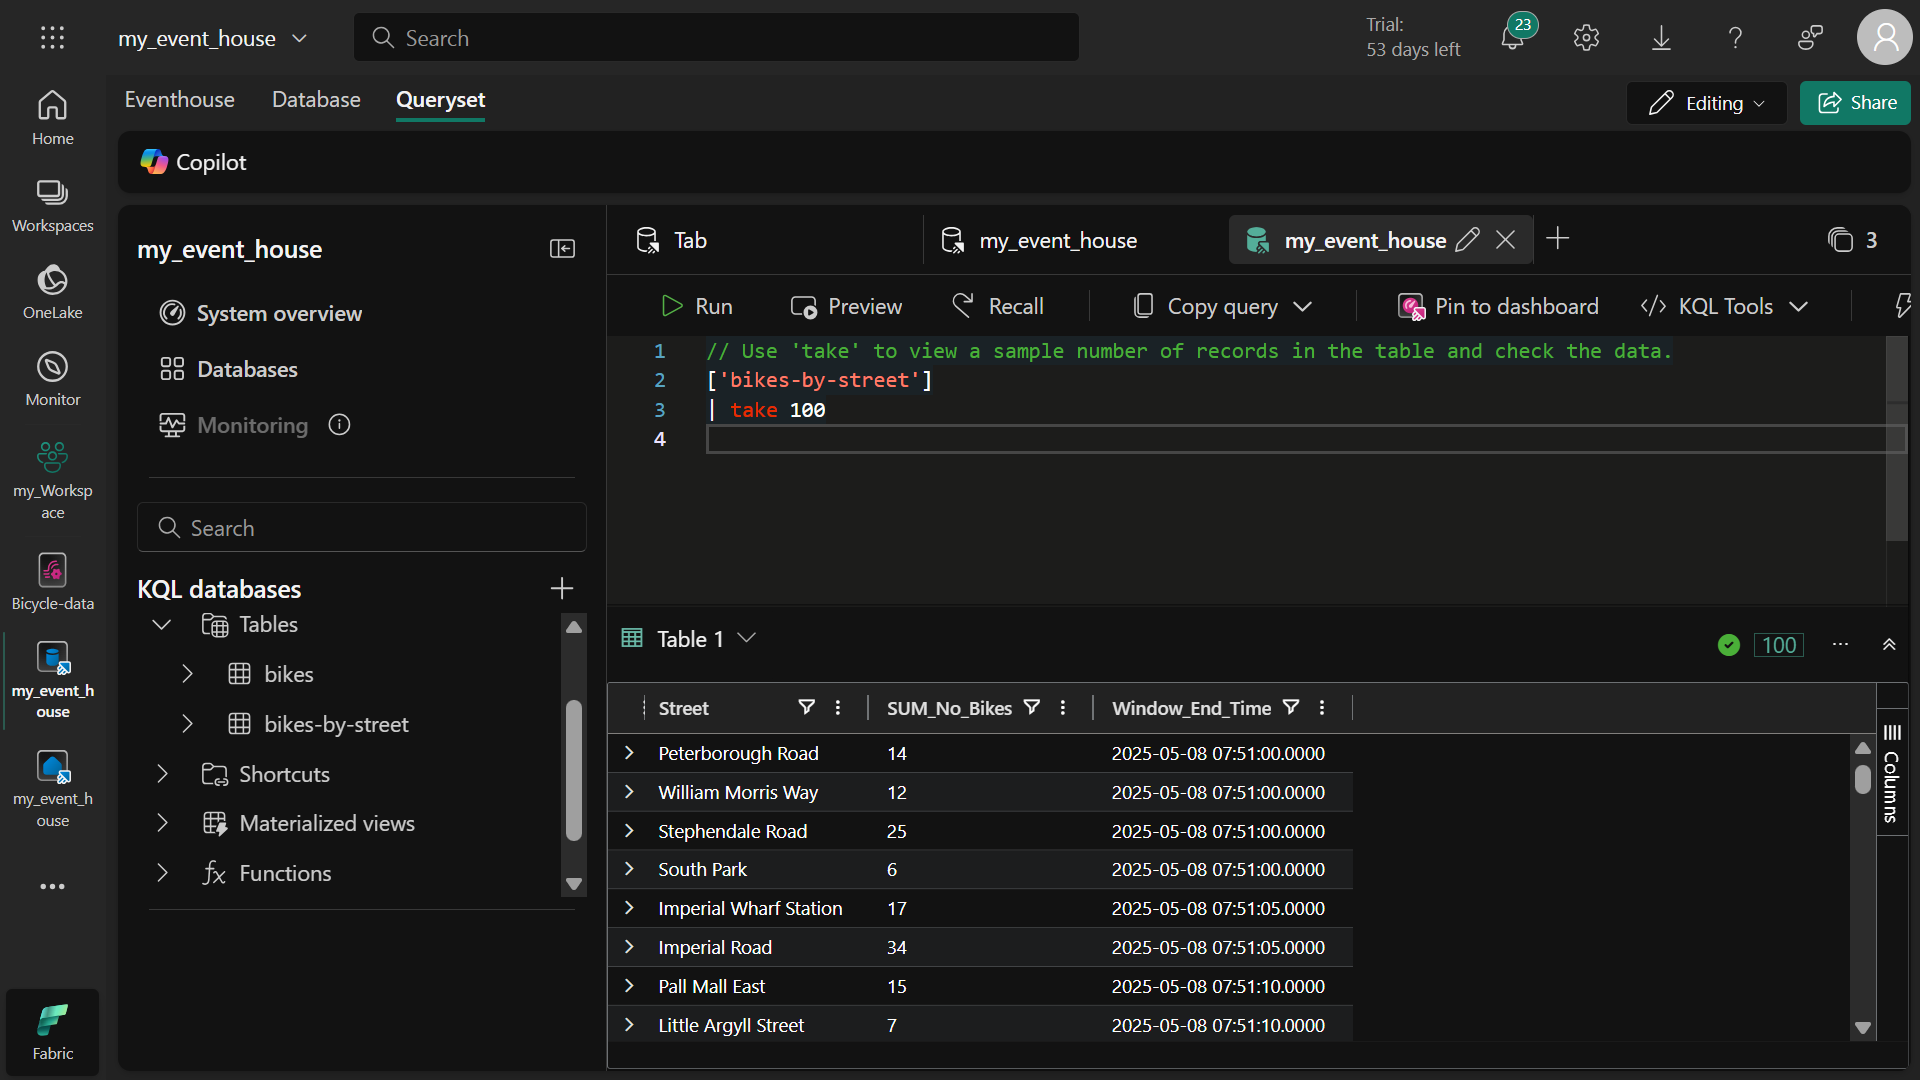 my_event_house
Search
Trial:
53 days left
23
Home
Workspaces
OneLake
Monitor
my_Worksp
ace
Bicycle-data
my_event_h
ouse
my_event_h
ouse
Fabric
Eventhouse Database Queryset
Editing
Share
Copilot
my_event_house
System overview
Databases
Monitoring
Search
KQL databases
Tables
bikes
bikes-by-street
Shortcuts
Materialized views
Functions
Tab
my_event_house
my_event_house
3
Run Preview Recall Copy query Pin to dashboard KQL Tools
1 // Use 'take' to view a sample number of records in the table and check the data.
2 ['bikes-by-street']
3 | take 100
4
Table 1
100
Street SUM_No_Bikes Window_End_Time
Peterborough Road 14 2025-05-08 07:51:00.0000
William Morris Way 12 2025-05-08 07:51:00.0000
Stephendale Road 25 2025-05-08 07:51:00.0000
South Park 6 2025-05-08 07:51:00.0000
Imperial Wharf Station 17 2025-05-08 07:51:05.0000
Imperial Road 34 2025-05-08 07:51:05.0000
Pall Mall East 15 2025-05-08 07:51:10.0000
Little Argyll Street 7 2025-05-08 07:51:10.0000
Columns